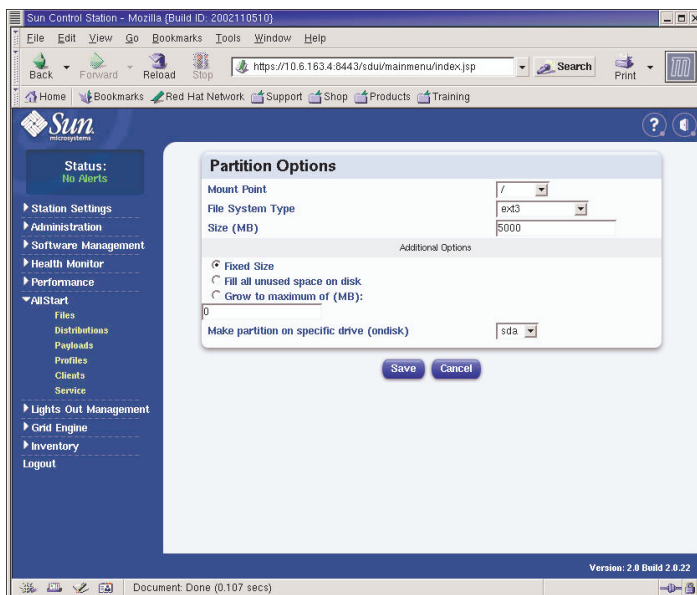 Sun Control Station - Mozilla {Build ID: 2002110510}
File Edit View Go Bookmarks Tools Window Help
Back Forward Reload Stop https://10.6.163.4:8443/sdui/mainmenu/index.jsp Search Print
Home Bookmarks Red Hat Network Support Shop Products Training
Sun
microsystems
Status:
No Alerts
Station Settings
Administration
Software Management
Health Monitor
Performance
AllStart
Files
Distributions
Payloads
Profiles
Clients
Service
Lights Out Management
Grid Engine
Inventory
Logout
Partition Options
Mount Point /
File System Type ext3
Size (MB) 5000
Additional Options
Fixed Size
Fill all unused space on disk
Grow to maximum of (MB):
0
Make partition on specific drive (ondisk) sda
Save Cancel
Version: 2.0 Build 2.0.22
Document: Done (0.107 secs)